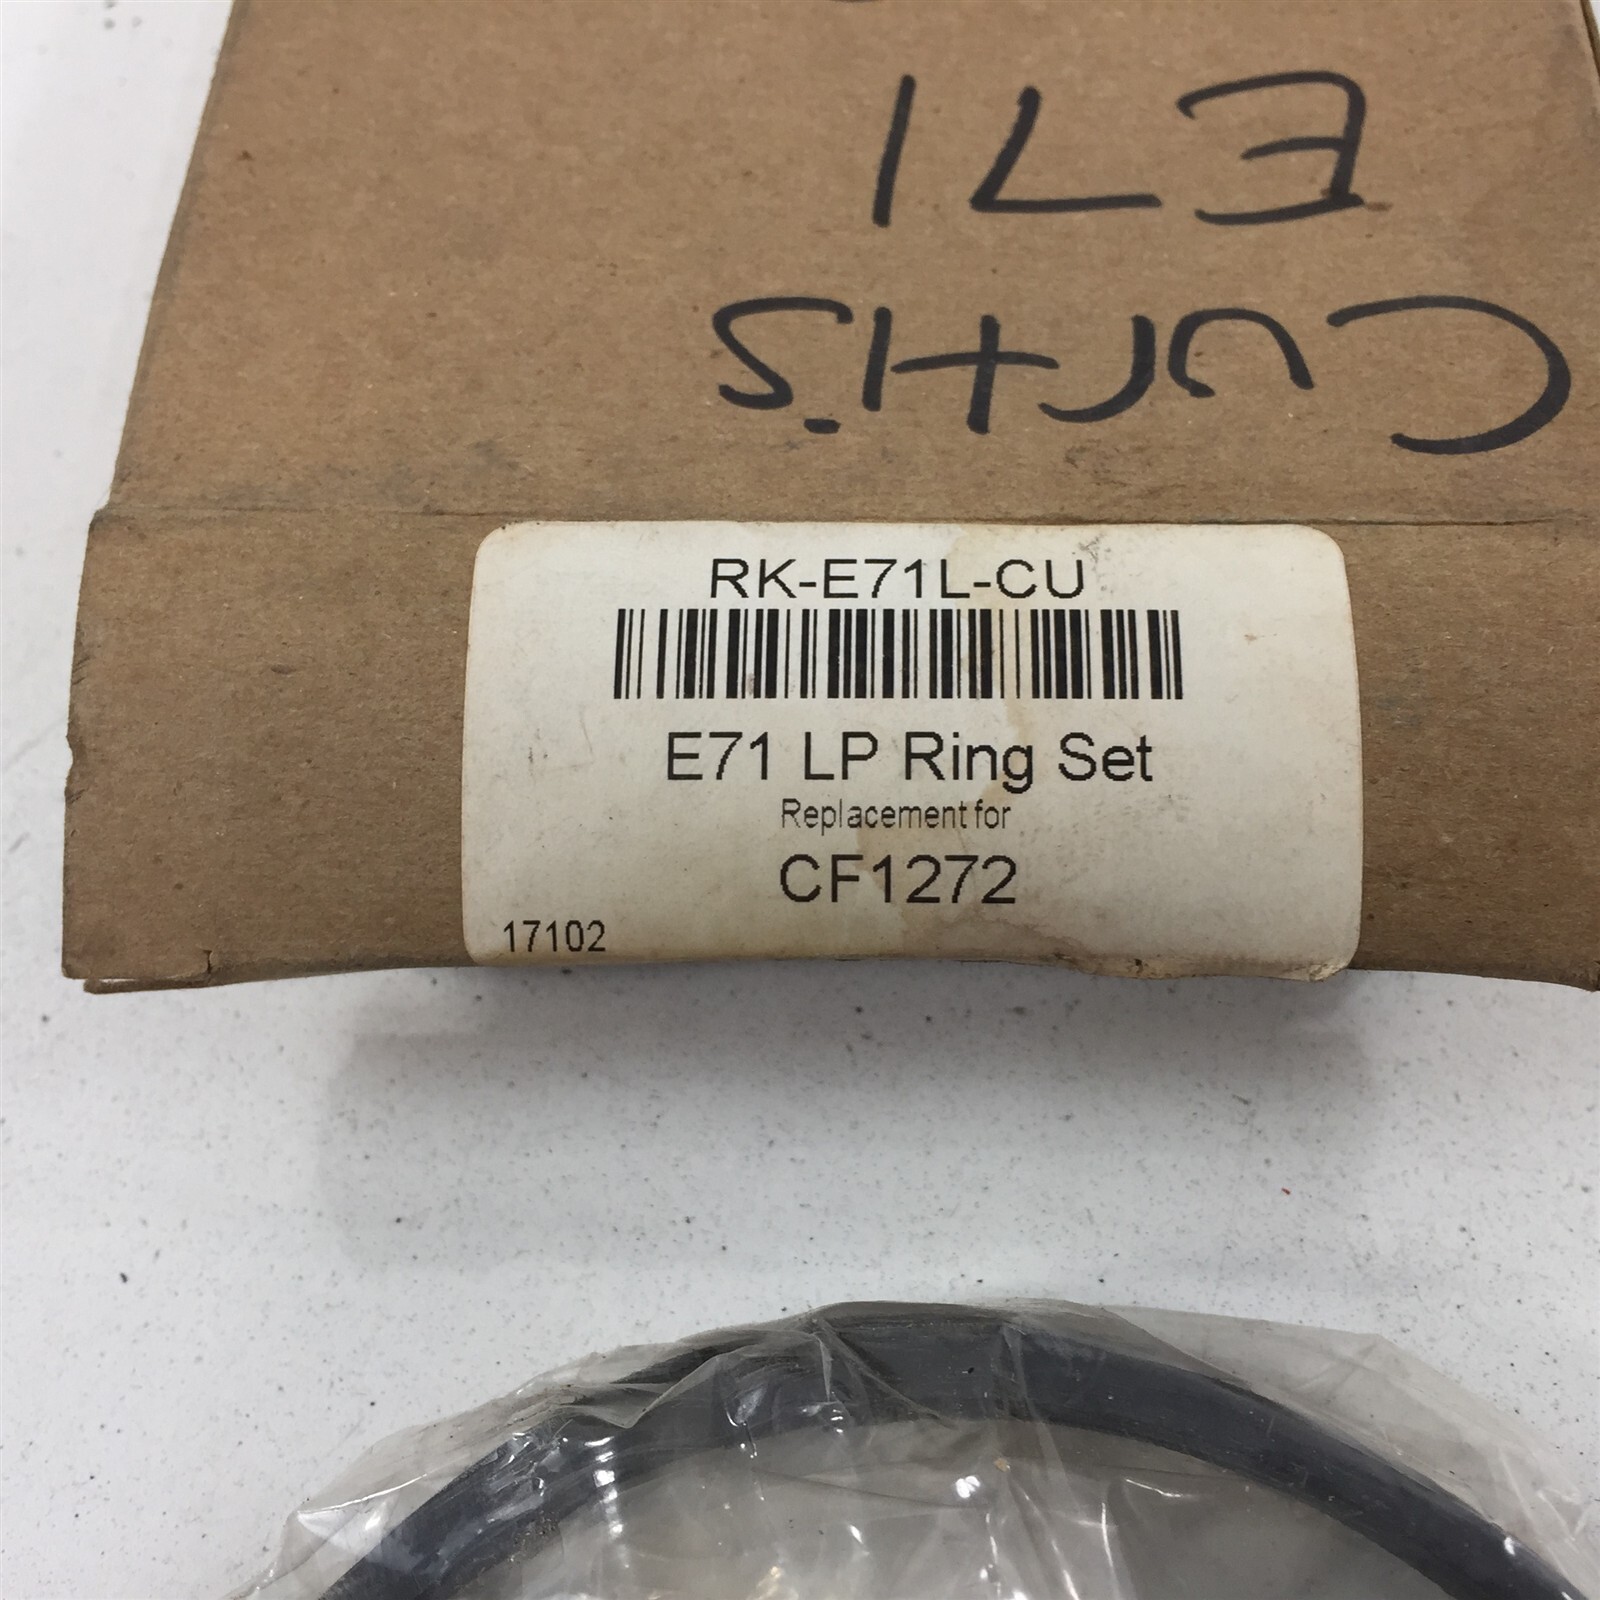 Curtis
E71
RK-E71L-CU
E71 LP Ring Set
Replacement for
CF1272
17102